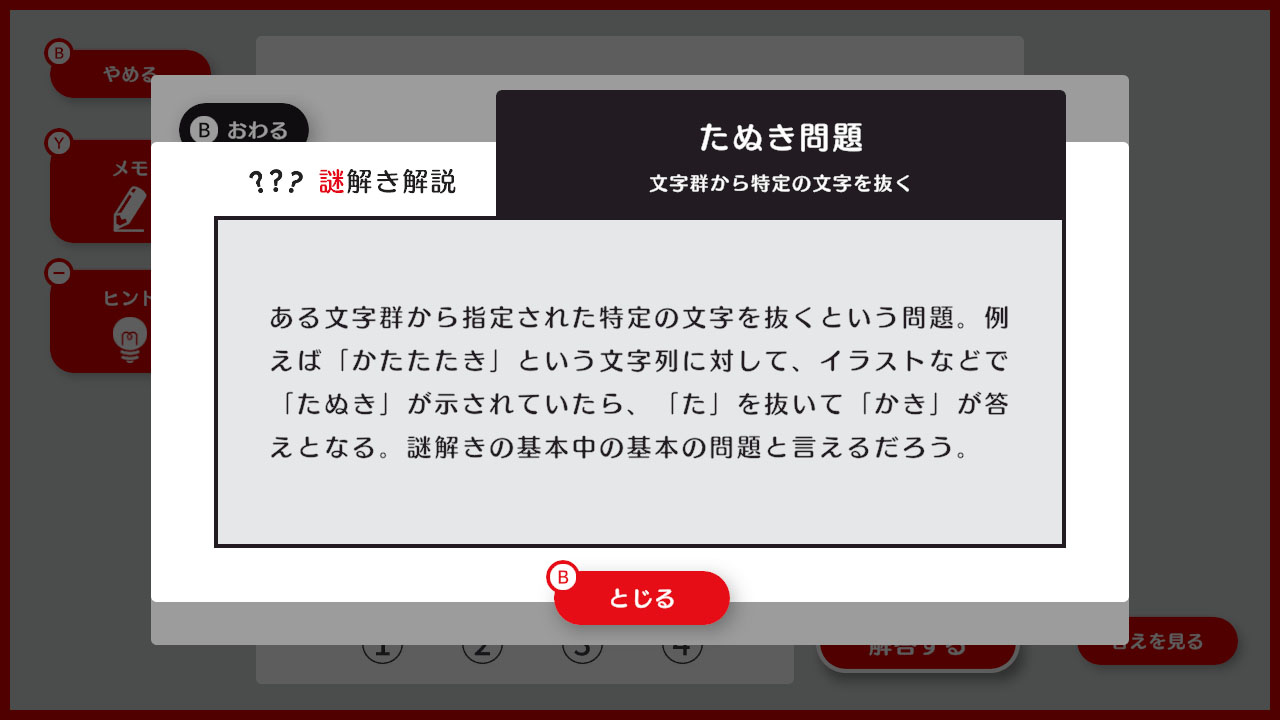 B
やめる
Y
メモ
ヒント
B おわる
??? 謎解き解説
たぬき問題
文字群から特定の文字を抜く
ある文字群から指定された特定の文字を抜くという問題。例
えば「かたたたき」という文字列に対して、イラストなどで
「たぬき」が示されていたら、「た」を抜いて「かき」が答
えとなる。謎解きの基本中の基本の問題と言えるだろう。
B
とじる
① ② ③ ④
解答する
答えを見る